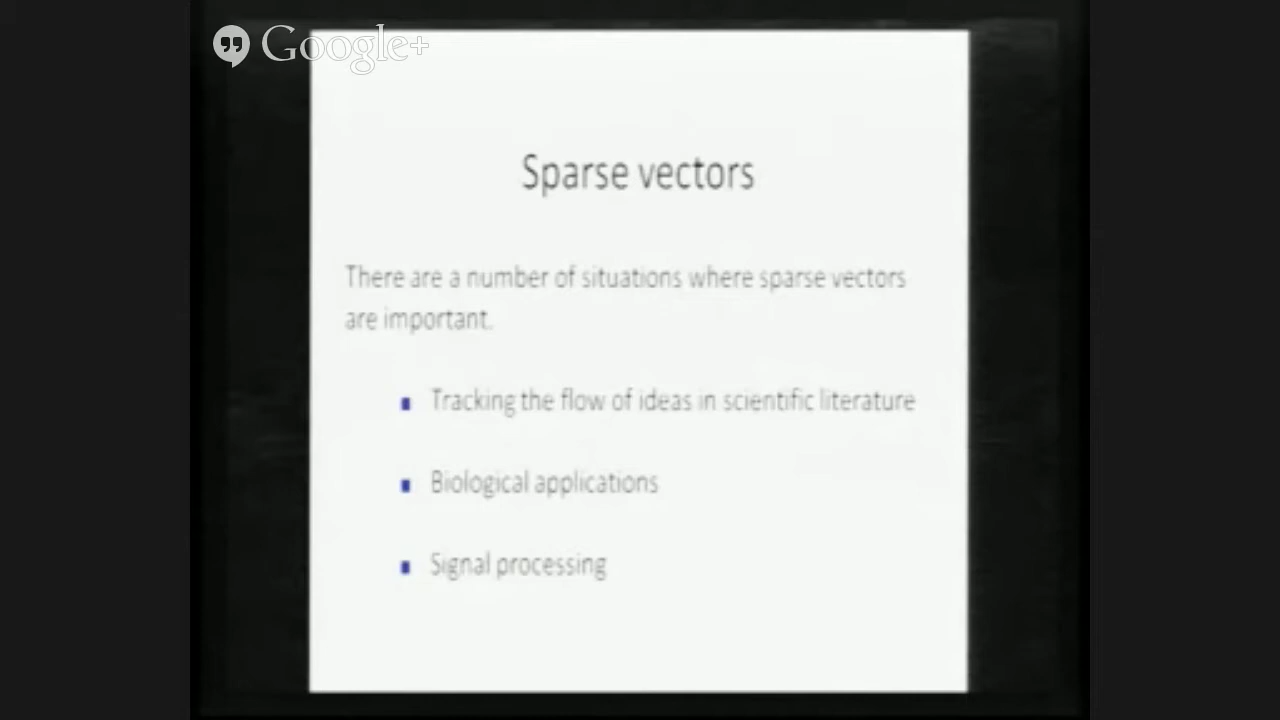 Google+
Sparse vectors
There are a number of situations where sparse vectors
are important.
Tracking the flow of ideas in scientific literature
Biological applications
Signal processing